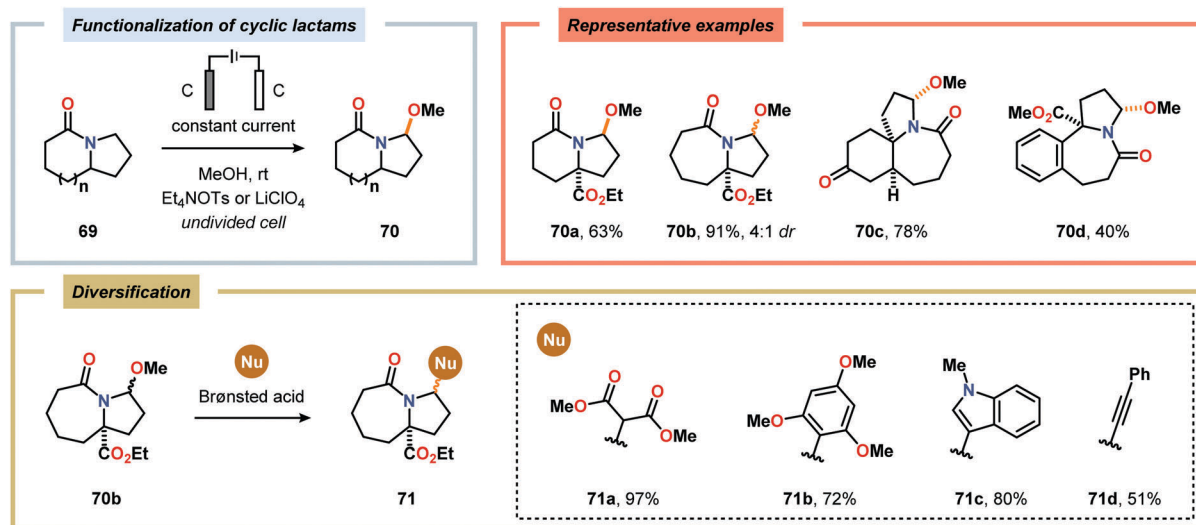 Functionalization of cyclic lactams
C
C
constant current
MeOH, rt
Et₄NOTs or LiClO₄
undivided cell
O
N
n
69
O
OMe
N
n
70
Representative examples
O
OMe
N
CO₂Et
70a, 63%
O
OMe
N
CO₂Et
70b, 91%, 4:1 dr
OMe
N
O
O
H
70c, 78%
MeO₂C
OMe
N
O
70d, 40%
Diversification
O
OMe
N
CO₂Et
70b
Nu
Brønsted acid
O
Nu
N
CO₂Et
71
Nu
O
O
MeO
OMe
71a, 97%
OMe
MeO
OMe
71b, 72%
Me
N
71c, 80%
Ph
71d, 51%